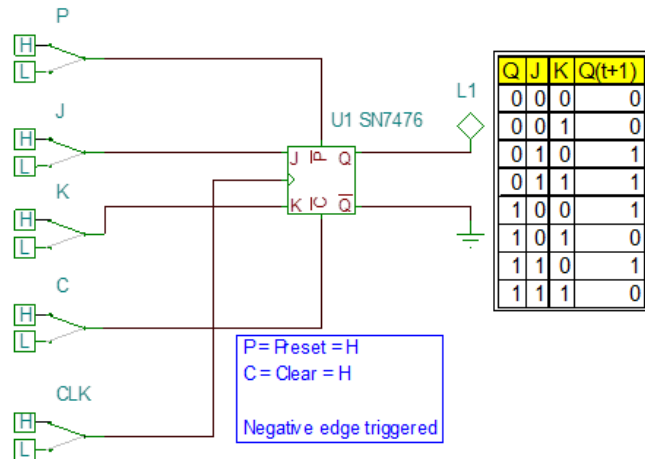 P
H
L
J
H
L
K
H
L
C
H
L
CLK
H
L
U1 SN7476
J P Q
K C Q
L1
P = Preset = H
C = Clear = H
Negative edge triggered
Q J K Q(t+1)
0 0 0 0
0 0 1 0
0 1 0 1
0 1 1 1
1 0 0 1
1 0 1 0
1 1 0 1
1 1 1 0